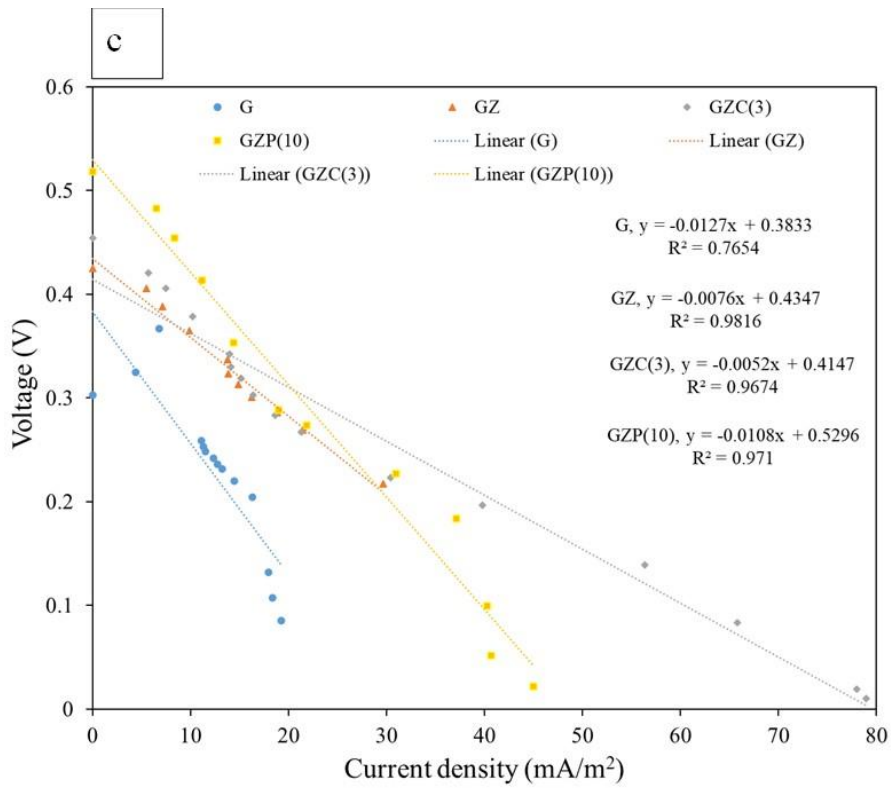 c
0.6
0.5
0.4
0.3
0.2
0.1
0
Voltage (V)
G GZ GZC(3)
GZP(10) Linear (G) Linear (GZ)
Linear (GZC(3)) Linear (GZP(10))
G, y = -0.0127x + 0.3833
R² = 0.7654
GZ, y = -0.0076x + 0.4347
R² = 0.9816
GZC(3), y = -0.0052x + 0.4147
R² = 0.9674
GZP(10), y = -0.0108x + 0.5296
R² = 0.971
0 10 20 30 40 50 60 70 80
Current density (mA/m²)